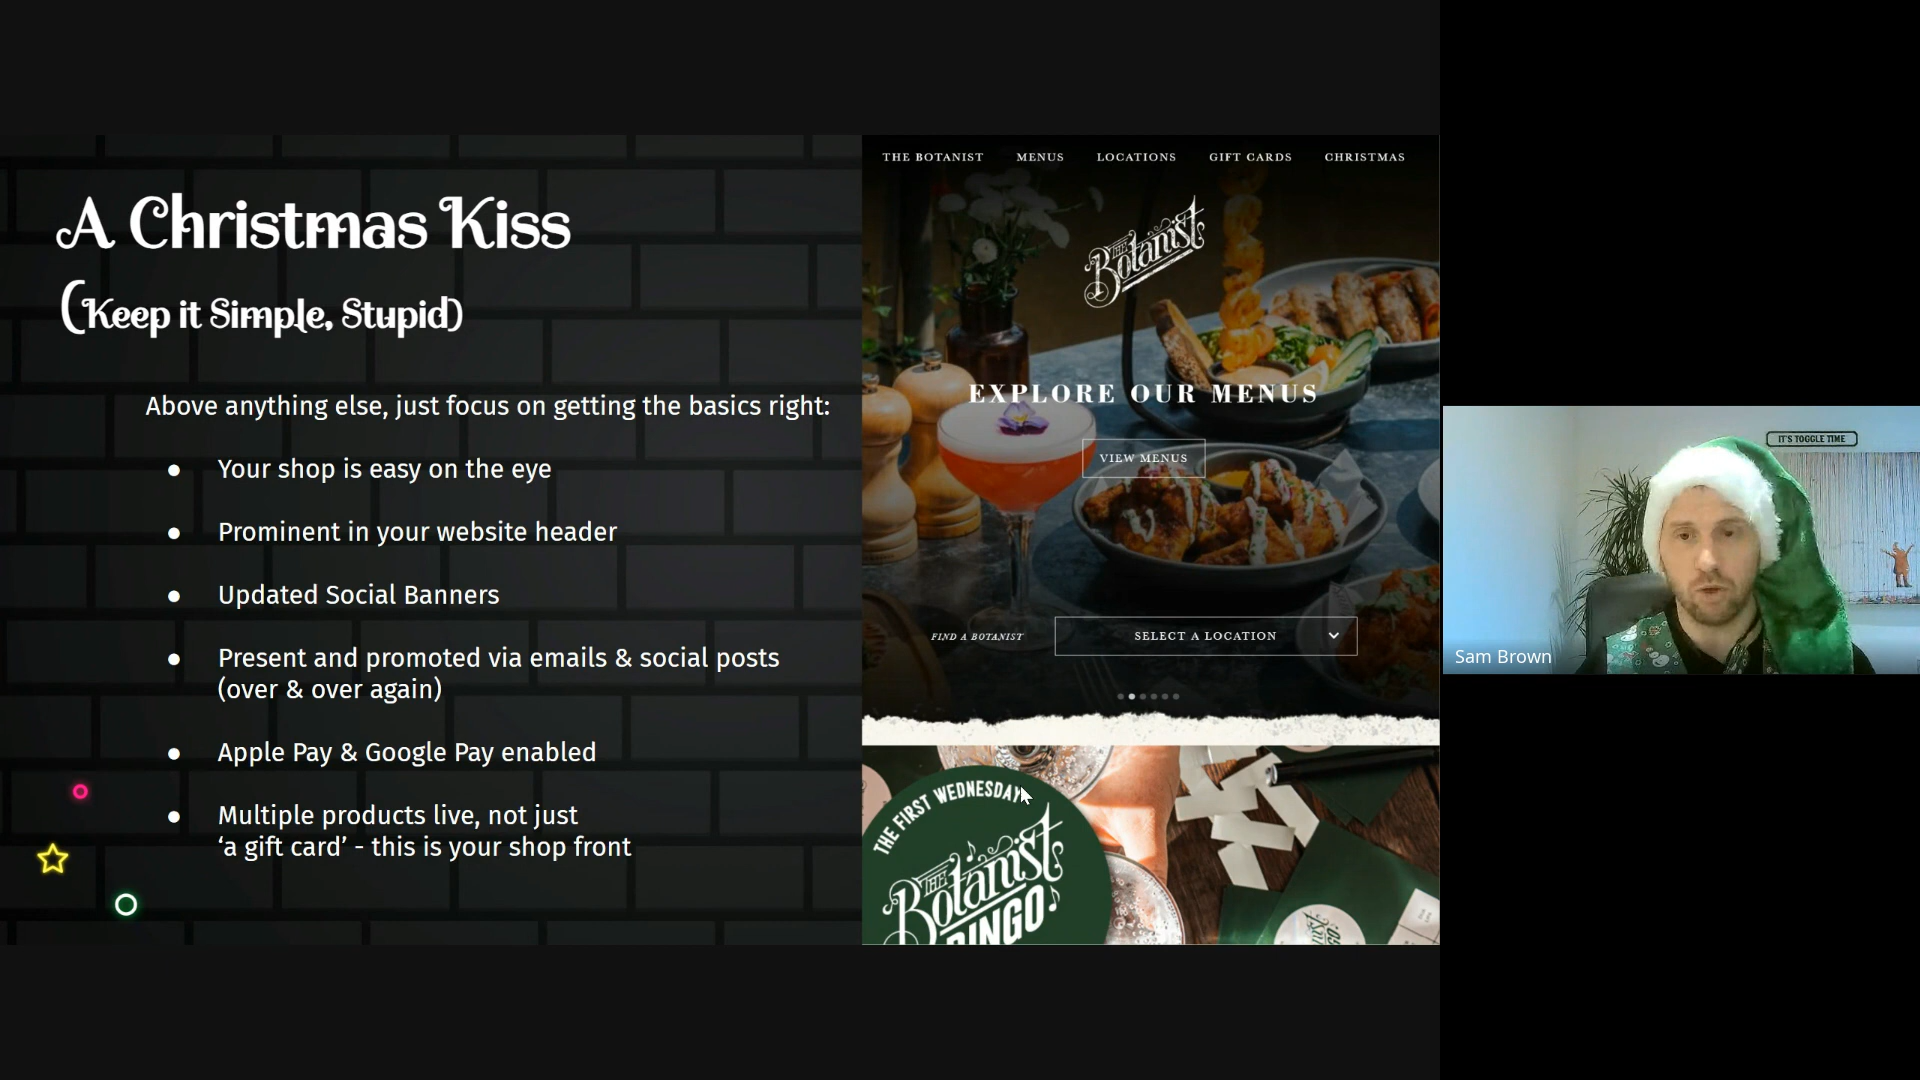 A Christmas Kiss
(Keep it Simple, Stupid)
Above anything else, just focus on getting the basics right:
● Your shop is easy on the eye
● Prominent in your website header
● Updated Social Banners
● Present and promoted via emails & social posts
(over & over again)
● Apple Pay & Google Pay enabled
● Multiple products live, not just
‘a gift card’ - this is your shop front
THE BOTANIST MENUS LOCATIONS GIFT CARDS CHRISTMAS
THE
Botanist
EXPLORE OUR MENUS
VIEW MENUS
FIND A BOTANIST
SELECT A LOCATION
THE FIRST WEDNESDAY
THE
Botanist
BINGO
IT'S TOGGLE TIME
Sam Brown